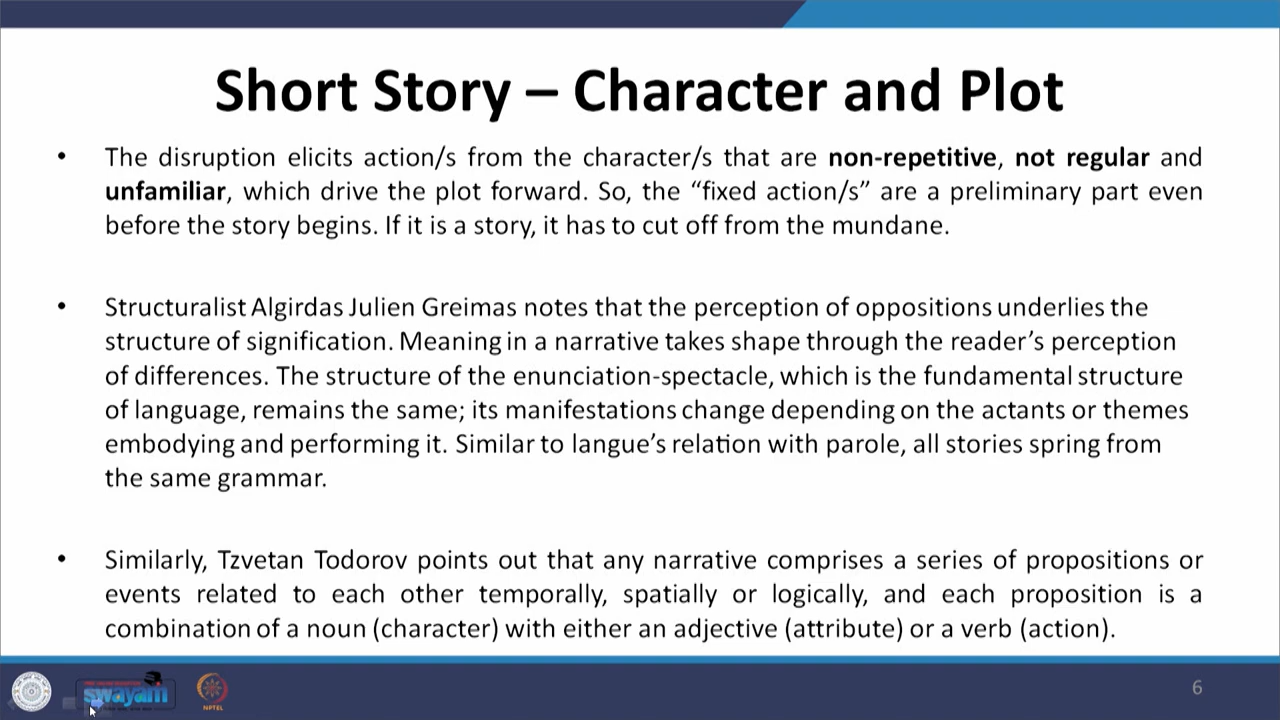 Short Story – Character and Plot
• The disruption elicits action/s from the character/s that are non-repetitive, not regular and
unfamiliar, which drive the plot forward. So, the “fixed action/s” are a preliminary part even
before the story begins. If it is a story, it has to cut off from the mundane.
• Structuralist Algirdas Julien Greimas notes that the perception of oppositions underlies the
structure of signification. Meaning in a narrative takes shape through the reader’s perception
of differences. The structure of the enunciation-spectacle, which is the fundamental structure
of language, remains the same; its manifestations change depending on the actants or themes
embodying and performing it. Similar to langue’s relation with parole, all stories spring from
the same grammar.
• Similarly, Tzvetan Todorov points out that any narrative comprises a series of propositions or
events related to each other temporally, spatially or logically, and each proposition is a
combination of a noun (character) with either an adjective (attribute) or a verb (action).
swayam
NPTEL
6